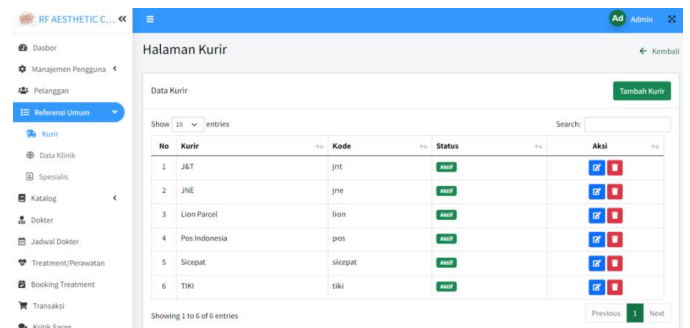 RF AESTHETIC C...
Ad Admin
Dasbor
Manajemen Pengguna
Pelanggan
Referensi Umum
Kurir
Data Klinik
Spesialis
Katalog
Dokter
Jadwal Dokter
Treatment/Perawatan
Booking Treatment
Transaksi
Kritik Saran
Halaman Kurir
Kembali
Data Kurir
Tambah Kurir
Show 10 entries
Search:
No Kurir Kode Status Aksi
1 J&T jnt Aktif
2 JNE jne Aktif
3 Lion Parcel lion Aktif
4 Pos Indonesia pos Aktif
5 Sicepat sicepat Aktif
6 TIKI tiki Aktif
Showing 1 to 6 of 6 entries
Previous 1 Next